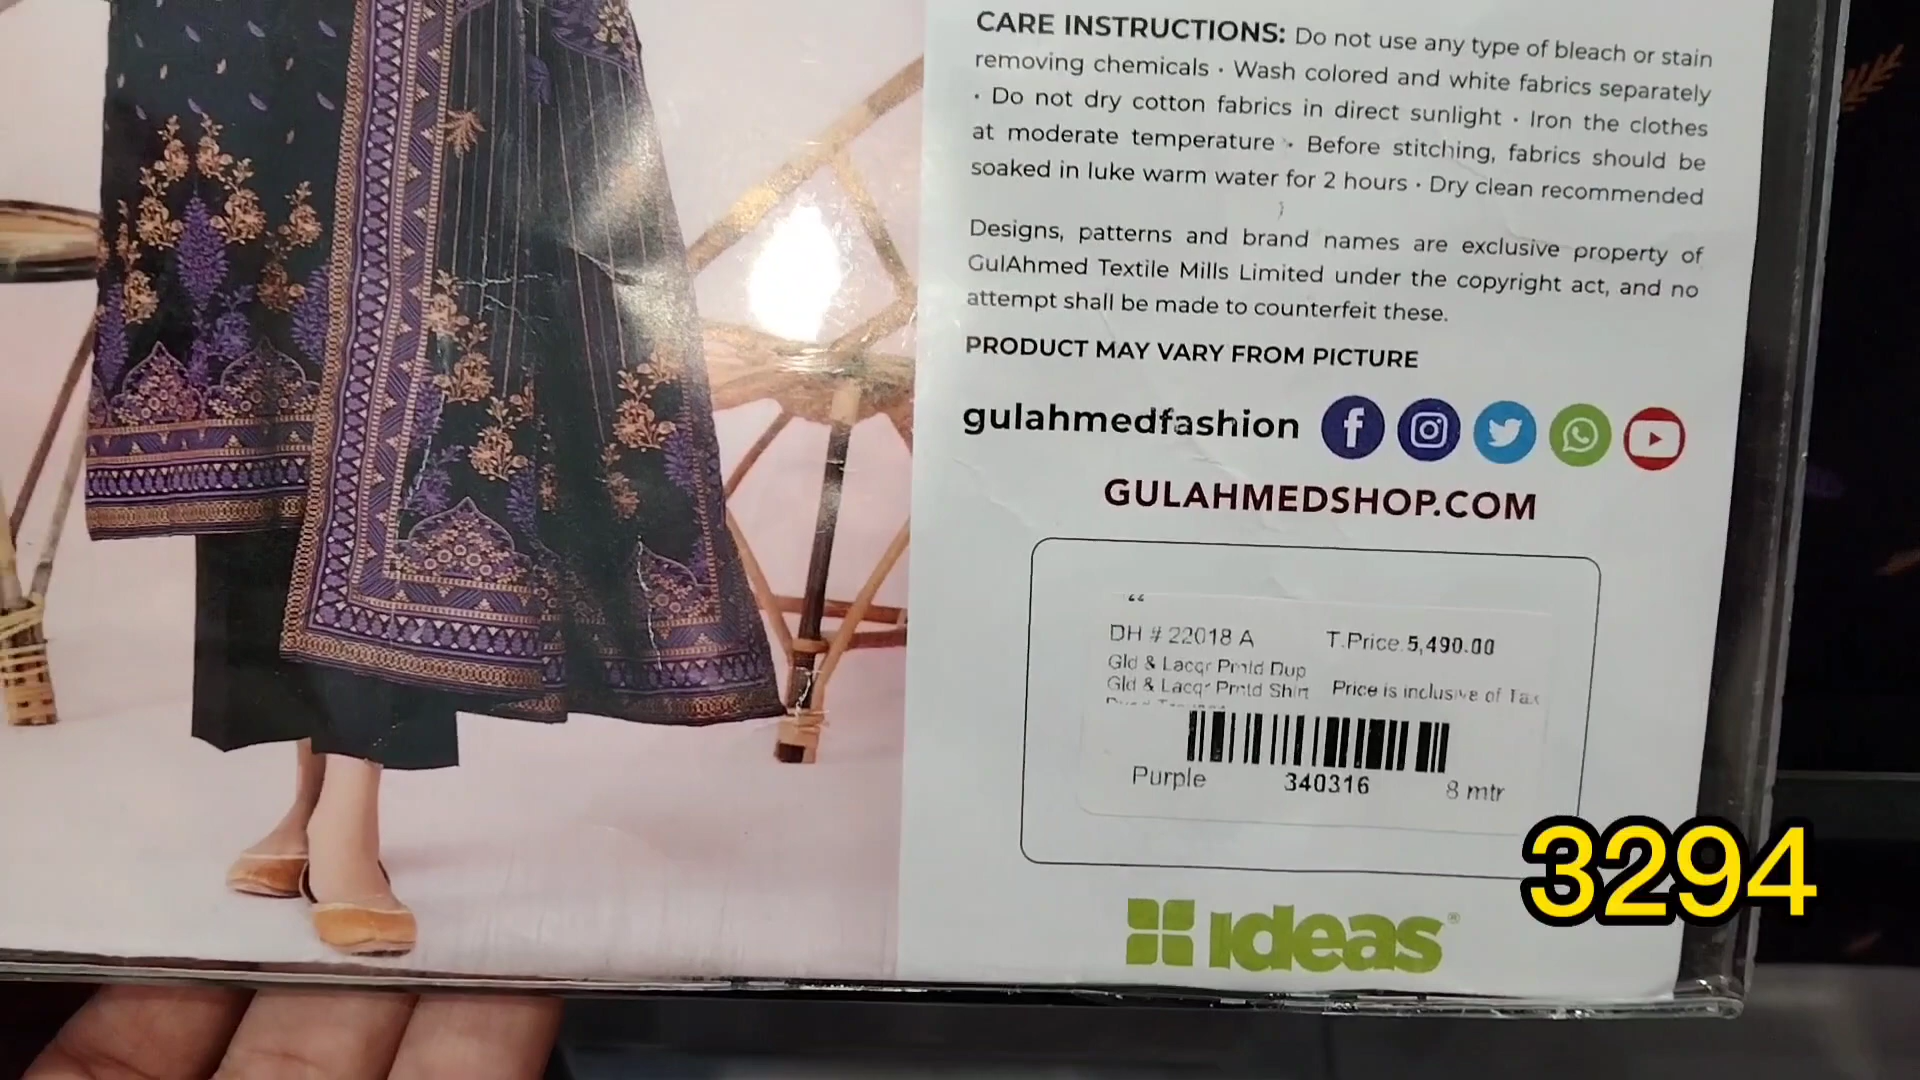 CARE INSTRUCTIONS: Do not use any type of bleach or stain
removing chemicals · Wash colored and white fabrics separately
· Do not dry cotton fabrics in direct sunlight · Iron the clothes
at moderate temperature · Before stitching, fabrics should be
soaked in luke warm water for 2 hours · Dry clean recommended
Designs, patterns and brand names are exclusive property of
GulAhmed Textile Mills Limited under the copyright act, and no
attempt shall be made to counterfeit these.
PRODUCT MAY VARY FROM PICTURE
gulahmedfashion
GULAHMEDSHOP.COM
DH # 22018 A T.Price 5,490.00
Gld & Lacqr Prntd Dup
Gld & Lacqr Prntd Shirt Price is inclusive of Tax
Purple 340316 8 mtr
3294
ideas®